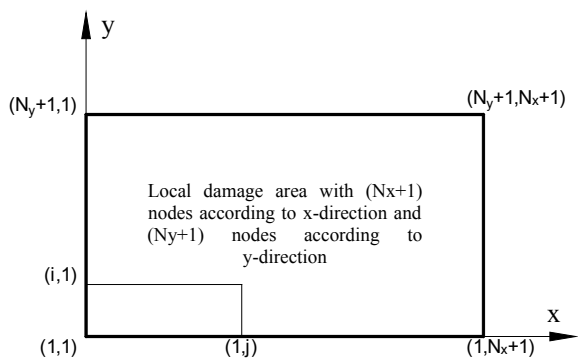 y
(Ny+1,1)
(Ny+1,Nx+1)
Local damage area with (Nx+1)
nodes according to x-direction and
(Ny+1) nodes according to
y-direction
(i,1)
x
(1,1)
(1,j)
(1,Nx+1)